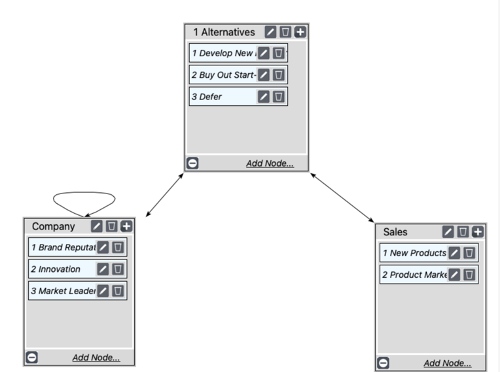 1 Alternatives
1 Develop New
2 Buy Out Start-
3 Defer
Add Node...
Company
1 Brand Reputat
2 Innovation
3 Market Leader
Add Node...
Sales
1 New Products
2 Product Marke
Add Node...